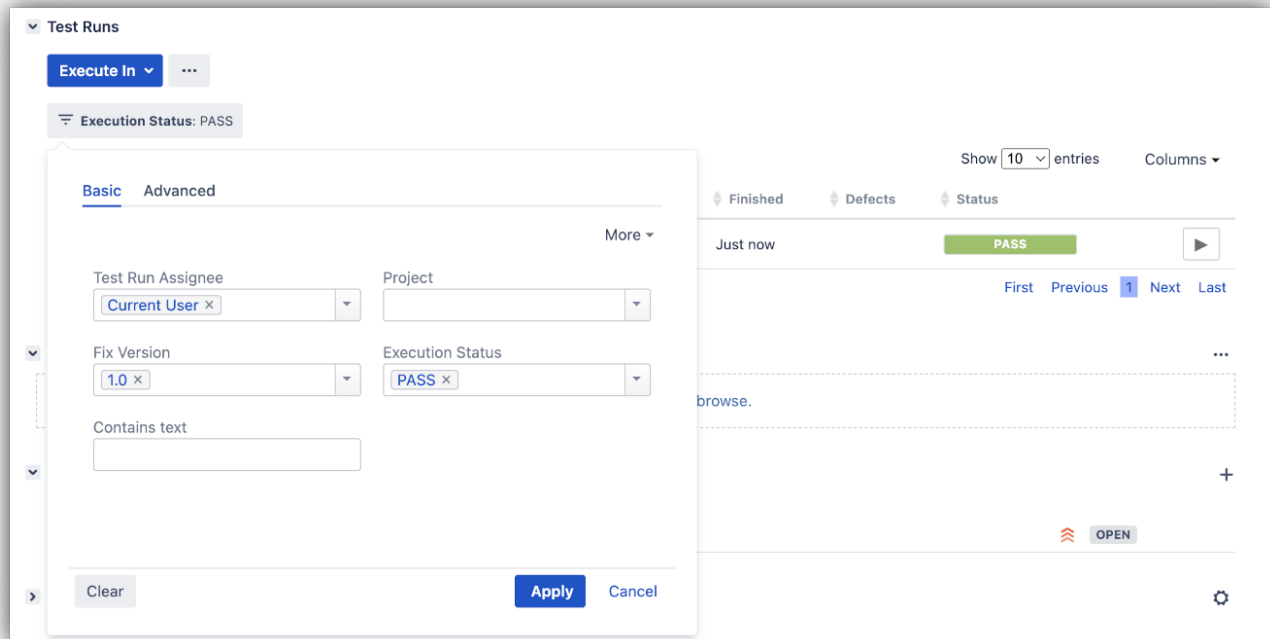 Test Runs
Execute In
Execution Status: PASS
Show 10 entries Columns
Basic Advanced
Finished Defects Status
More
Just now PASS
Test Run Assignee Project
Current User ×
First Previous 1 Next Last
Fix Version Execution Status
1.0 × PASS ×
browse.
Contains text
OPEN
Clear Apply Cancel